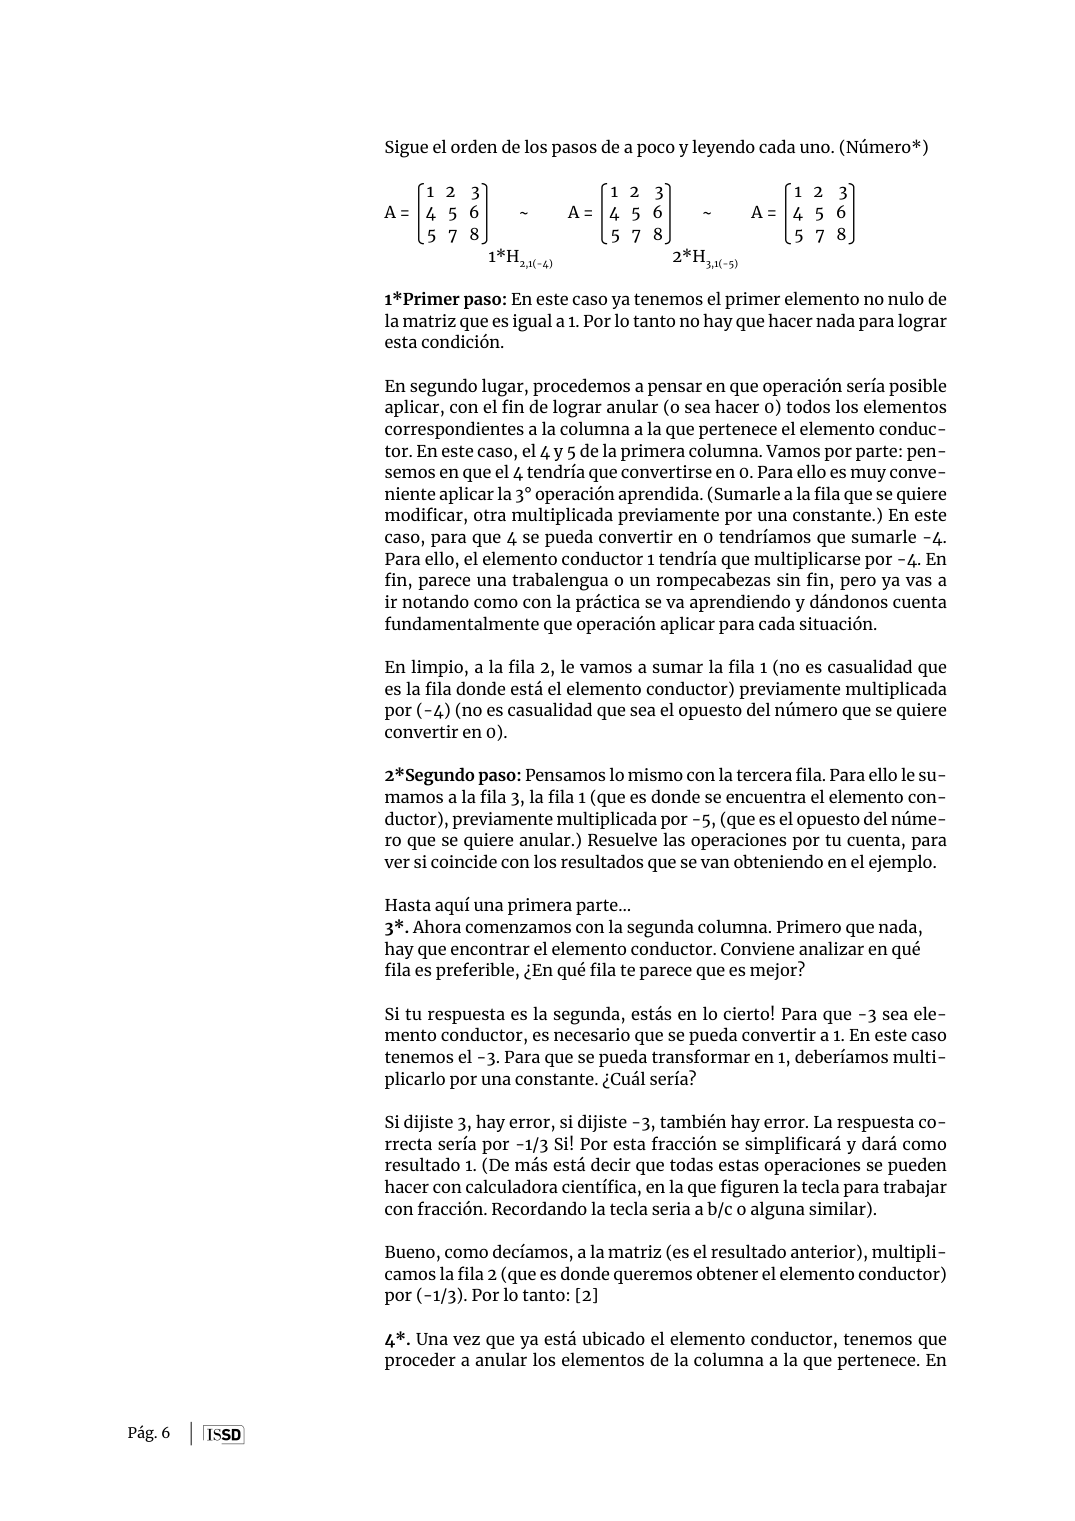 Sigue el orden de los pasos de a poco y leyendo cada uno. (Número*)
1 2 3 1 2 3 1 2 3
A = 4 5 6 ~ A = 4 5 6 ~ A = 4 5 6
5 7 8 5 7 8 5 7 8
1*H2,1(-4) 2*H3,1(-5)
1*Primer paso: En este caso ya tenemos el primer elemento no nulo de
la matriz que es igual a 1. Por lo tanto no hay que hacer nada para lograr
esta condición.
En segundo lugar, procedemos a pensar en que operación sería posible
aplicar, con el fin de lograr anular (o sea hacer 0) todos los elementos
correspondientes a la columna a la que pertenece el elemento conduc-
tor. En este caso, el 4 y 5 de la primera columna. Vamos por parte: pen-
semos en que el 4 tendría que convertirse en 0. Para ello es muy conve-
niente aplicar la 3° operación aprendida. (Sumarle a la fila que se quiere
modificar, otra multiplicada previamente por una constante.) En este
caso, para que 4 se pueda convertir en 0 tendríamos que sumarle -4.
Para ello, el elemento conductor 1 tendría que multiplicarse por -4. En
fin, parece una trabalengua o un rompecabezas sin fin, pero ya vas a
ir notando como con la práctica se va aprendiendo y dándonos cuenta
fundamentalmente que operación aplicar para cada situación.
En limpio, a la fila 2, le vamos a sumar la fila 1 (no es casualidad que
es la fila donde está el elemento conductor) previamente multiplicada
por (-4) (no es casualidad que sea el opuesto del número que se quiere
convertir en 0).
2*Segundo paso: Pensamos lo mismo con la tercera fila. Para ello le su-
mamos a la fila 3, la fila 1 (que es donde se encuentra el elemento con-
ductor), previamente multiplicada por -5, (que es el opuesto del núme-
ro que se quiere anular.) Resuelve las operaciones por tu cuenta, para
ver si coincide con los resultados que se van obteniendo en el ejemplo.
Hasta aquí una primera parte...
3*. Ahora comenzamos con la segunda columna. Primero que nada,
hay que encontrar el elemento conductor. Conviene analizar en qué
fila es preferible, ¿En qué fila te parece que es mejor?
Si tu respuesta es la segunda, estás en lo cierto! Para que -3 sea ele-
mento conductor, es necesario que se pueda convertir a 1. En este caso
tenemos el -3. Para que se pueda transformar en 1, deberíamos multi-
plicarlo por una constante. ¿Cuál sería?
Si dijiste 3, hay error, si dijiste -3, también hay error. La respuesta co-
rrecta sería por -1/3 Si! Por esta fracción se simplificará y dará como
resultado 1. (De más está decir que todas estas operaciones se pueden
hacer con calculadora científica, en la que figuren la tecla para trabajar
con fracción. Recordando la tecla seria a b/c o alguna similar).
Bueno, como decíamos, a la matriz (es el resultado anterior), multipli-
camos la fila 2 (que es donde queremos obtener el elemento conductor)
por (-1/3). Por lo tanto: [2]
4*. Una vez que ya está ubicado el elemento conductor, tenemos que
proceder a anular los elementos de la columna a la que pertenece. En
Pág. 6 ISSD